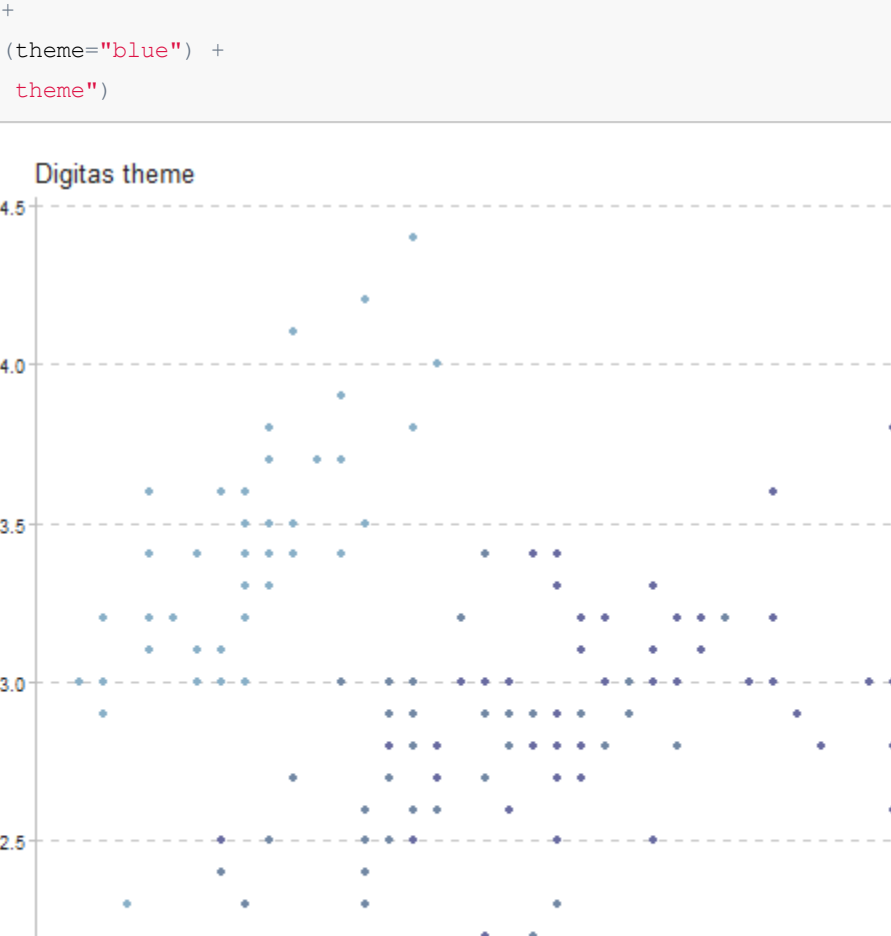 +
(theme="blue") +
theme")
Digitas theme
4.5
4.0
3.5
3.0
2.5